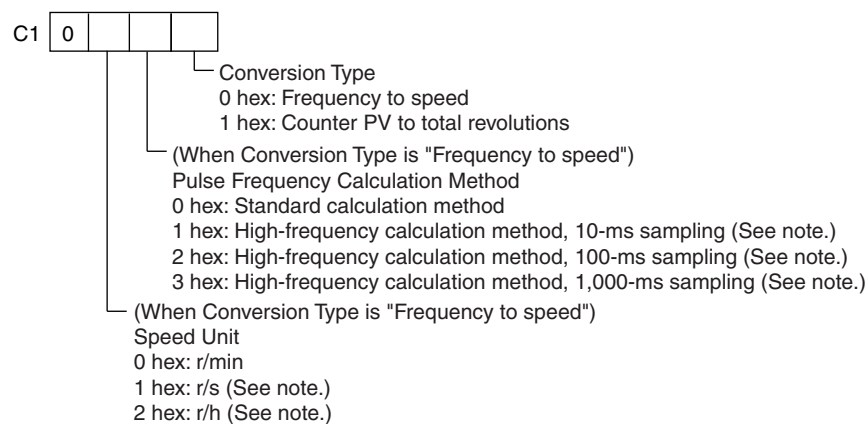 C1 0
Conversion Type
0 hex: Frequency to speed
1 hex: Counter PV to total revolutions
(When Conversion Type is "Frequency to speed")
Pulse Frequency Calculation Method
0 hex: Standard calculation method
1 hex: High-frequency calculation method, 10-ms sampling (See note.)
2 hex: High-frequency calculation method, 100-ms sampling (See note.)
3 hex: High-frequency calculation method, 1,000-ms sampling (See note.)
(When Conversion Type is "Frequency to speed")
Speed Unit
0 hex: r/min
1 hex: r/s (See note.)
2 hex: r/h (See note.)